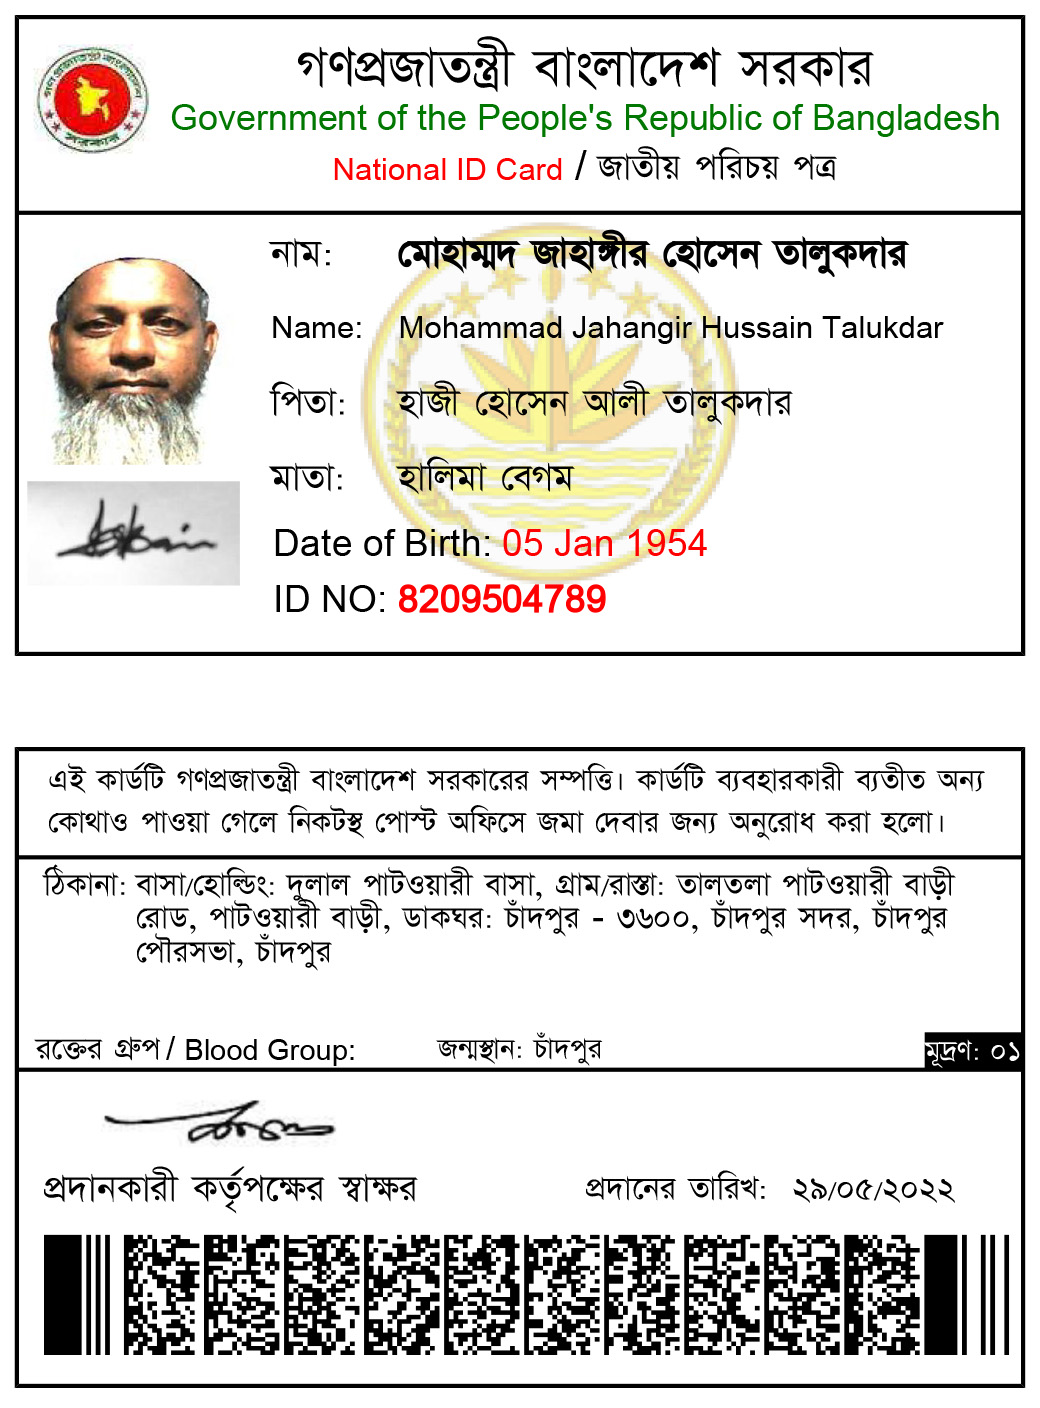 গণপ্রজাতন্ত্রী বাংলাদেশ সরকার
Government of the People's Republic of Bangladesh
National ID Card / জাতীয় পরিচয় পত্র
নাম: মোহাম্মদ জাহাঙ্গীর হোসেন তালুকদার
Name: Mohammad Jahangir Hussain Talukdar
পিতা: হাজী হোসেন আলী তালুকদার
মাতা: হালিমা বেগম
Date of Birth: 05 Jan 1954
ID NO: 8209504789
এই কার্ডটি গণপ্রজাতন্ত্রী বাংলাদেশ সরকারের সম্পত্তি। কার্ডটি ব্যবহারকারী ব্যতীত অন্য
কোথাও পাওয়া গেলে নিকটস্থ পোস্ট অফিসে জমা দেবার জন্য অনুরোধ করা হলো।
ঠিকানা: বাসা/হোল্ডিং: দুলাল পাটওয়ারী বাসা, গ্রাম/রাস্তা: তালতলা পাটওয়ারী বাড়ী
রোড, পাটওয়ারী বাড়ী, ডাকঘর: চাঁদপুর - ৩৬০০, চাঁদপুর সদর, চাঁদপুর
পৌরসভা, চাঁদপুর
রক্তের গ্রুপ / Blood Group: জন্মস্থান: চাঁদপুর মূদ্রণ: ০১
প্রদানকারী কর্তৃপক্ষের স্বাক্ষর প্রদানের তারিখ: ২৯/০৫/২০২২